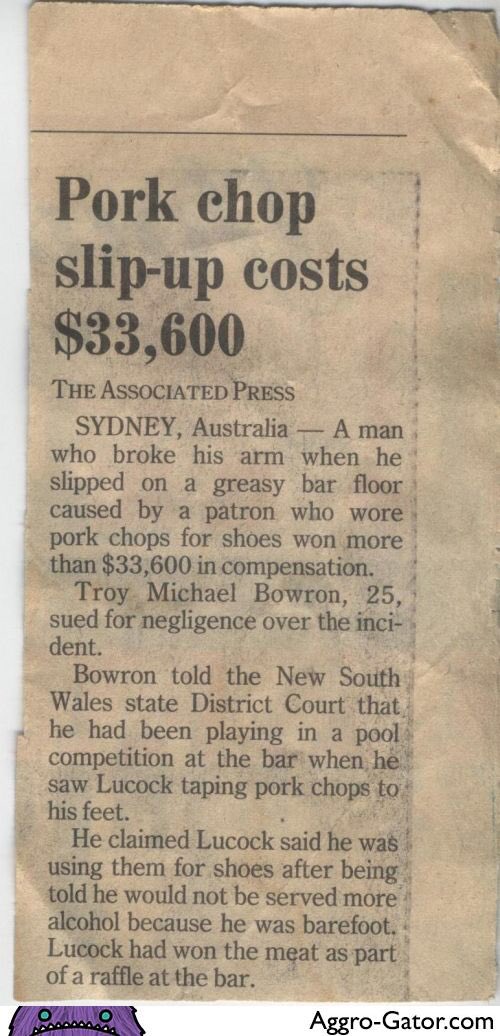 Pork chop
slip-up costs
$33,600
THE ASSOCIATED PRESS
SYDNEY, Australia — A man
who broke his arm when he
slipped on a greasy bar floor
caused by a patron who wore
pork chops for shoes won more
than $33,600 in compensation.
Troy Michael Bowron, 25,
sued for negligence over the inci-
dent.
Bowron told the New South
Wales state District Court that
he had been playing in a pool
competition at the bar when he
saw Lucock taping pork chops to
his feet.
He claimed Lucock said he was
using them for shoes after being
told he would not be served more
alcohol because he was barefoot.
Lucock had won the meat as part
of a raffle at the bar.
Aggro-Gator.com